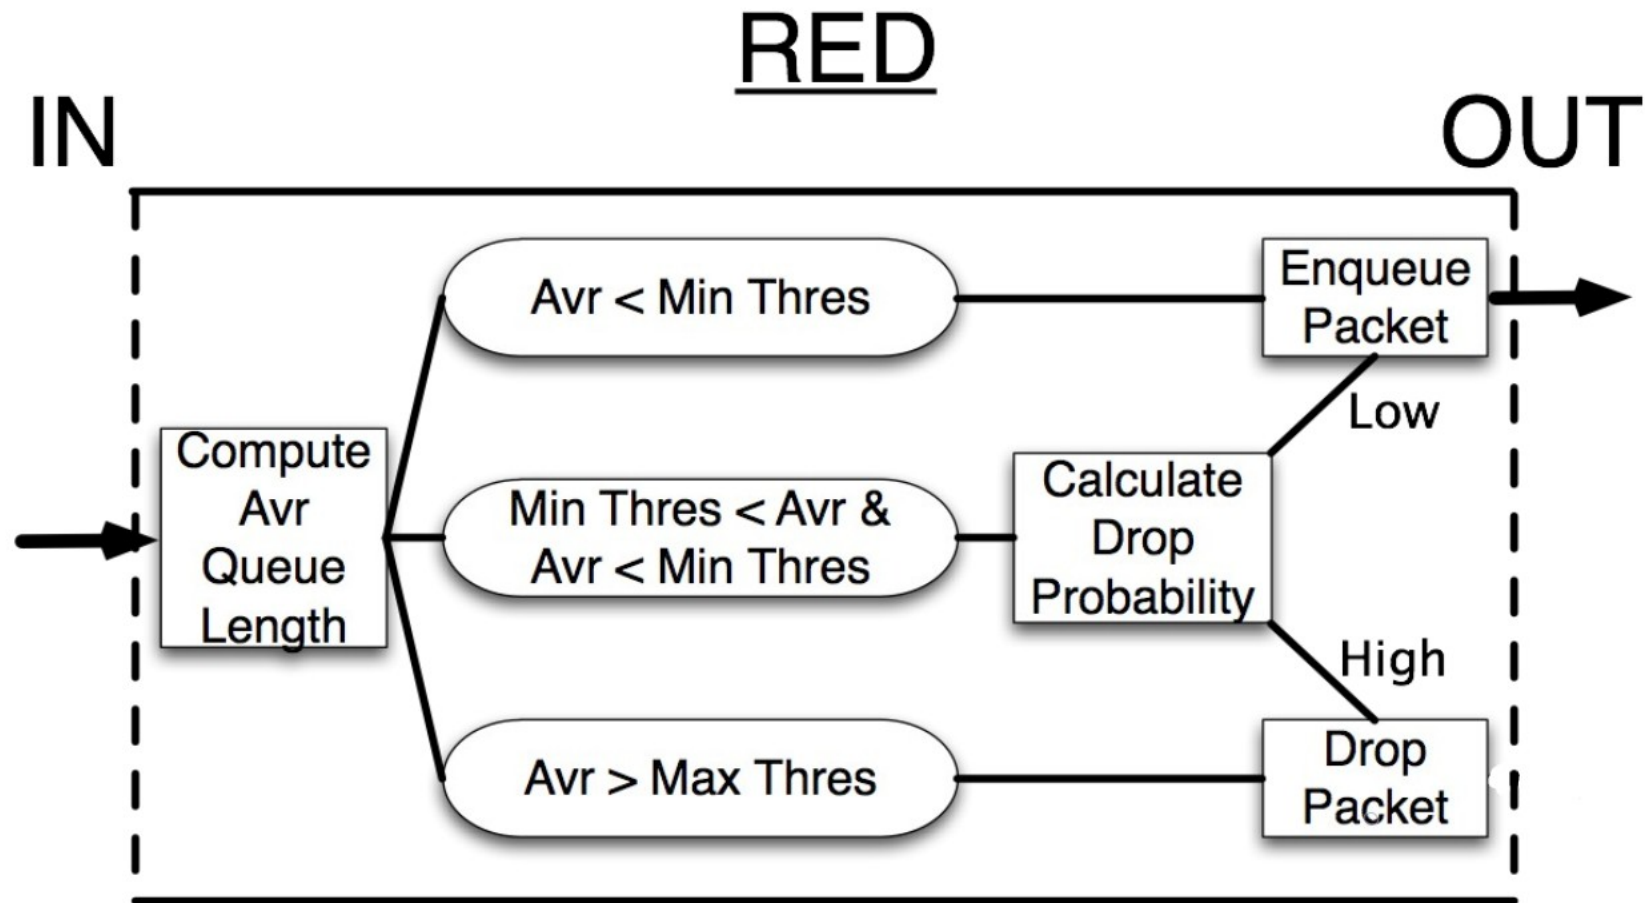 RED
IN
OUT
Compute
Avr
Queue
Length
Avr < Min Thres
Min Thres < Avr &
Avr < Min Thres
Avr > Max Thres
Calculate
Drop
Probability
Enqueue
Packet
Low
High
Drop
Packet